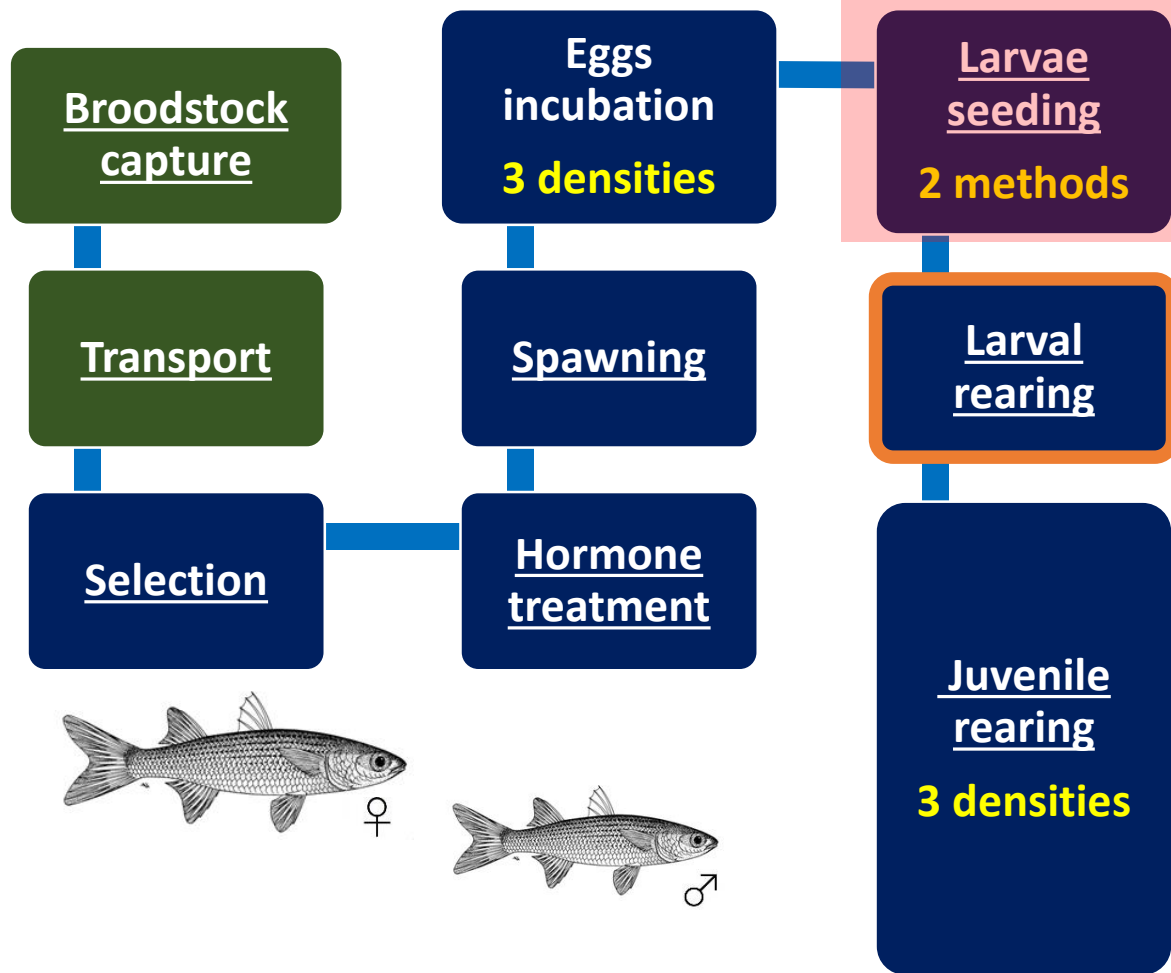 Broodstock
capture
Transport
Selection
Hormone
treatment
Spawning
Eggs
incubation
3 densities
Larvae
seeding
2 methods
Larval
rearing
Juvenile
rearing
3 densities
♀
♂